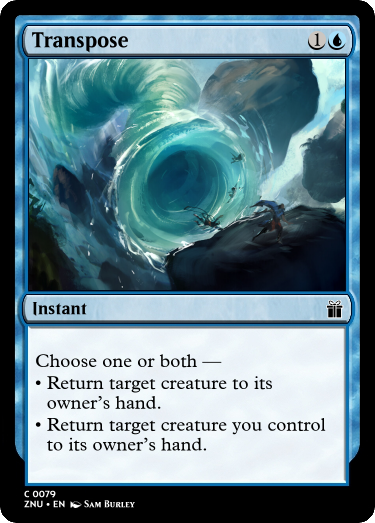 Transpose
1
Instant
Choose one or both —
• Return target creature to its
owner's hand.
• Return target creature you control
to its owner's hand.
C 0079
ZNU • EN Sam Burley